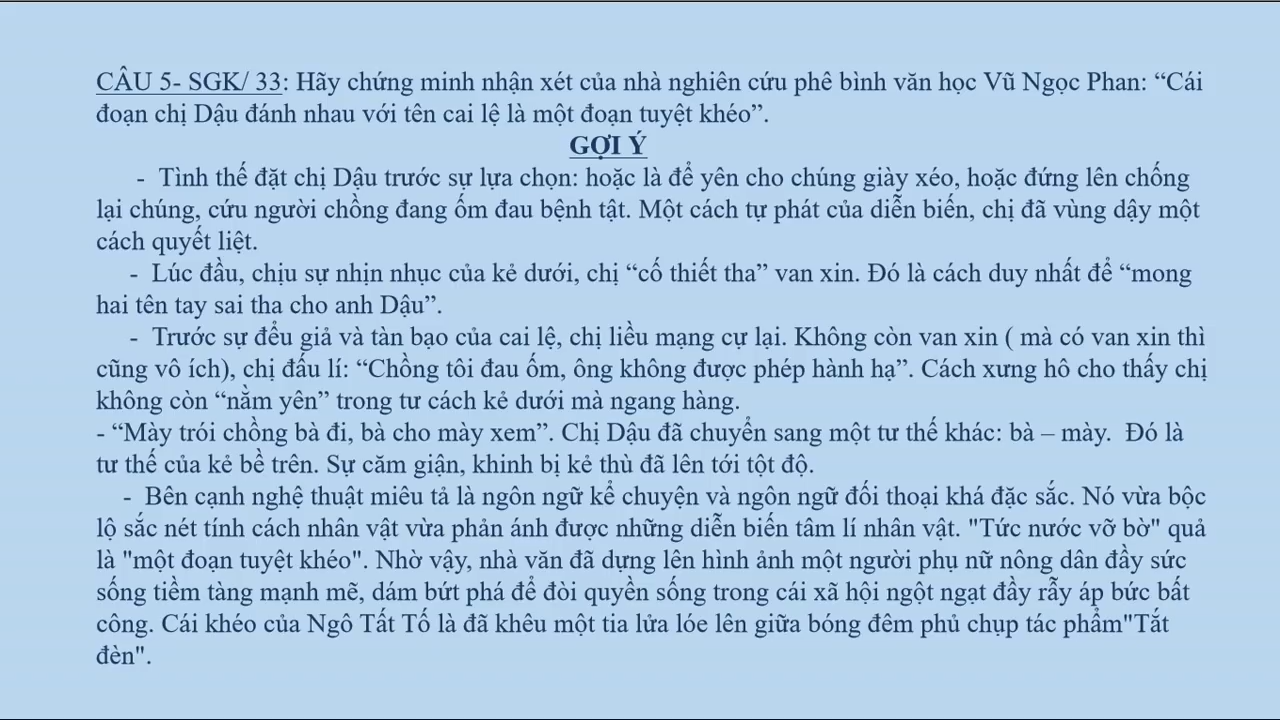 CÂU 5- SGK/ 33: Hãy chứng minh nhận xét của nhà nghiên cứu phê bình văn học Vũ Ngọc Phan: “Cái
đoạn chị Dậu đánh nhau với tên cai lệ là một đoạn tuyệt khéo”.
GỢI Ý
- Tình thế đặt chị Dậu trước sự lựa chọn: hoặc là để yên cho chúng giày xéo, hoặc đứng lên chống
lại chúng, cứu người chồng đang ốm đau bệnh tật. Một cách tự phát của diễn biến, chị đã vùng dậy một
cách quyết liệt.
- Lúc đầu, chịu sự nhịn nhục của kẻ dưới, chị “cố thiết tha” van xin. Đó là cách duy nhất để “mong
hai tên tay sai tha cho anh Dậu”.
- Trước sự đểu giả và tàn bạo của cai lệ, chị liều mạng cự lại. Không còn van xin ( mà có van xin thì
cũng vô ích), chị đấu lí: “Chồng tôi đau ốm, ông không được phép hành hạ”. Cách xưng hô cho thấy chị
không còn “nằm yên” trong tư cách kẻ dưới mà ngang hàng.
- “Mày trói chồng bà đi, bà cho mày xem”. Chị Dậu đã chuyển sang một tư thế khác: bà – mày. Đó là
tư thế của kẻ bề trên. Sự căm giận, khinh bị kẻ thù đã lên tới tột độ.
- Bên cạnh nghệ thuật miêu tả là ngôn ngữ kể chuyện và ngôn ngữ đối thoại khá đặc sắc. Nó vừa bộc
lộ sắc nét tính cách nhân vật vừa phản ánh được những diễn biến tâm lí nhân vật. "Tức nước vỡ bờ" quả
là "một đoạn tuyệt khéo". Nhờ vậy, nhà văn đã dựng lên hình ảnh một người phụ nữ nông dân đầy sức
sống tiềm tàng mạnh mẽ, dám bứt phá để đòi quyền sống trong cái xã hội ngột ngạt đầy rẫy áp bức bất
công. Cái khéo của Ngô Tất Tố là đã khêu một tia lửa lóe lên giữa bóng đêm phủ chụp tác phẩm"Tắt
đèn".